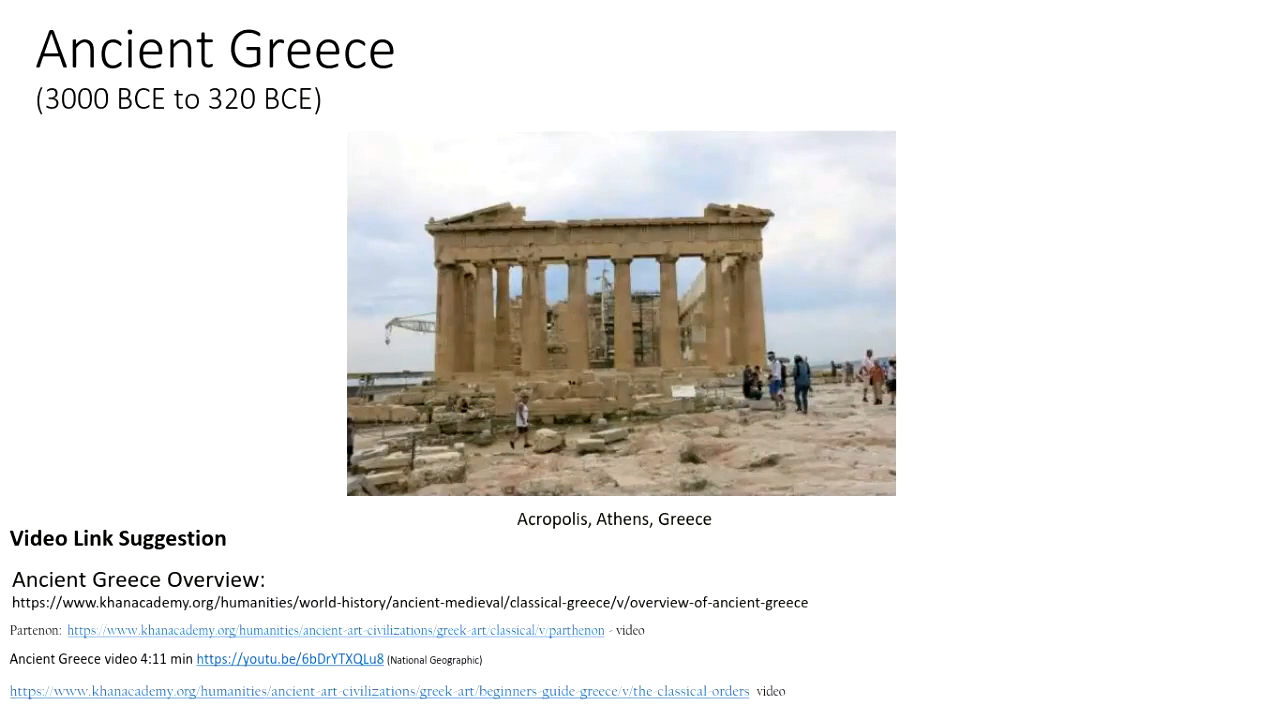 Ancient Greece
(3000 BCE to 320 BCE)
Acropolis, Athens, Greece
Video Link Suggestion
Ancient Greece Overview:
https://www.khanacademy.org/humanities/world-history/ancient-medieval/classical-greece/v/overview-of-ancient-greece
Partenon: https://www.khanacademy.org/humanities/ancient-art-civilizations/greek-art/classical/v/parthenon - video
Ancient Greece video 4:11 min https://youtu.be/6bDrYTXQLu8 (National Geographic)
https://www.khanacademy.org/humanities/ancient-art-civilizations/greek-art/beginners-guide-greece/v/the-classical-orders video